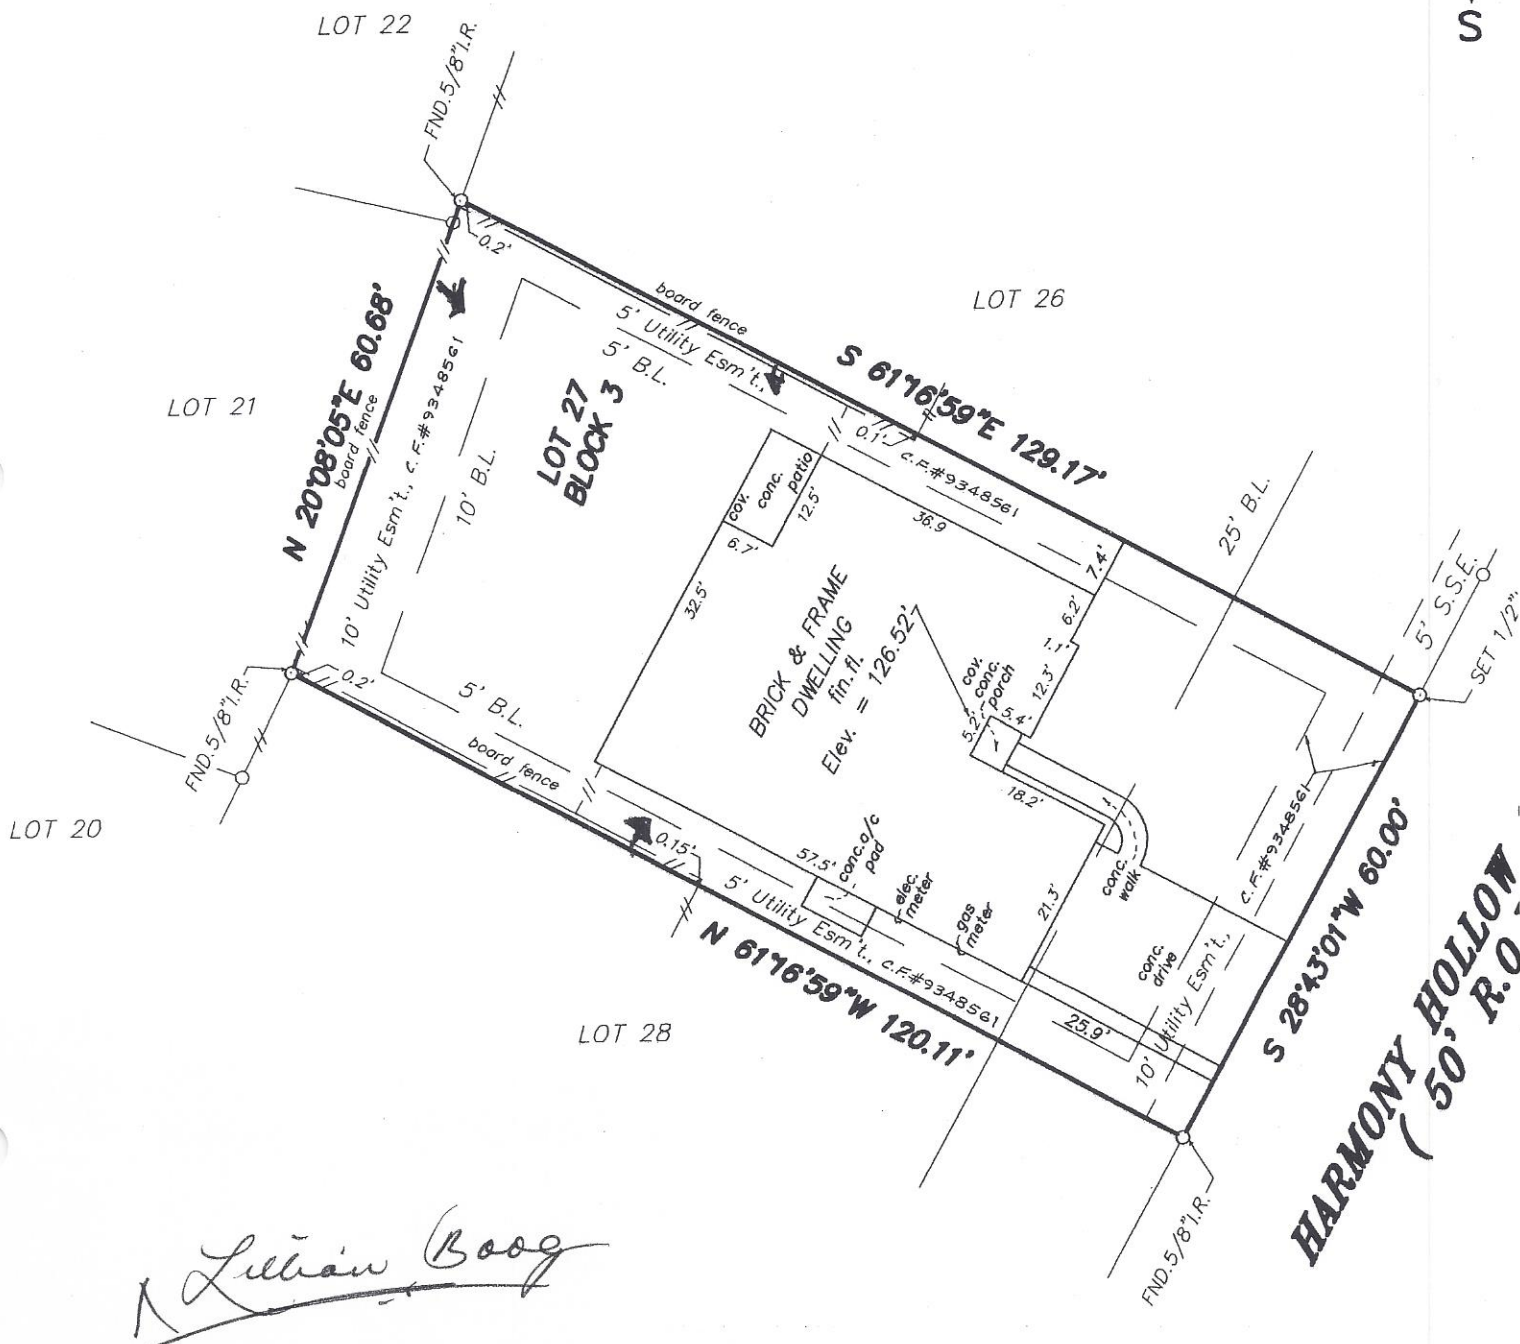 LOT 22
S
FND.5/8"I.R.
0.2'
board fence
LOT 26
5' Utility Esm't.,
5' B.L.
S 61°16'59"E 129.17'
N 20°08'05"E 60.68'
board fence
LOT 21
10' Utility Esm't., C.F.#9348561
10' B.L.
LOT 27
BLOCK 3
0.1'
C.F.#9348561
cov.
conc.
patio
12.5'
6.7'
36.9
25' B.L.
7.4'
6.2'
1.1'
12.3'
32.5'
5' S.S.E.
SET 1/2"
BRICK & FRAME
DWELLING
fin.fl.
Elev. = 126.52'
cov.
conc.
porch
5.2'
5.4'
0.2'
5' B.L.
FND.5/8"I.R.
board fence
LOT 20
18.2'
0.15'
57.5'
conc.a/c
pad
elec.
meter
gas
meter
21.3'
conc.
walk
conc.
drive
5' Utility Esm't., C.F.#9348561
10' Utility Esm't., C.F.#9348561
N 61°16'59"W 120.11'
25.9'
S 28°43'01"W 60.00'
LOT 28
HARMONY HOLLOW
( 50' R.O.
FND.5/8"I.R.
Lillian Boog